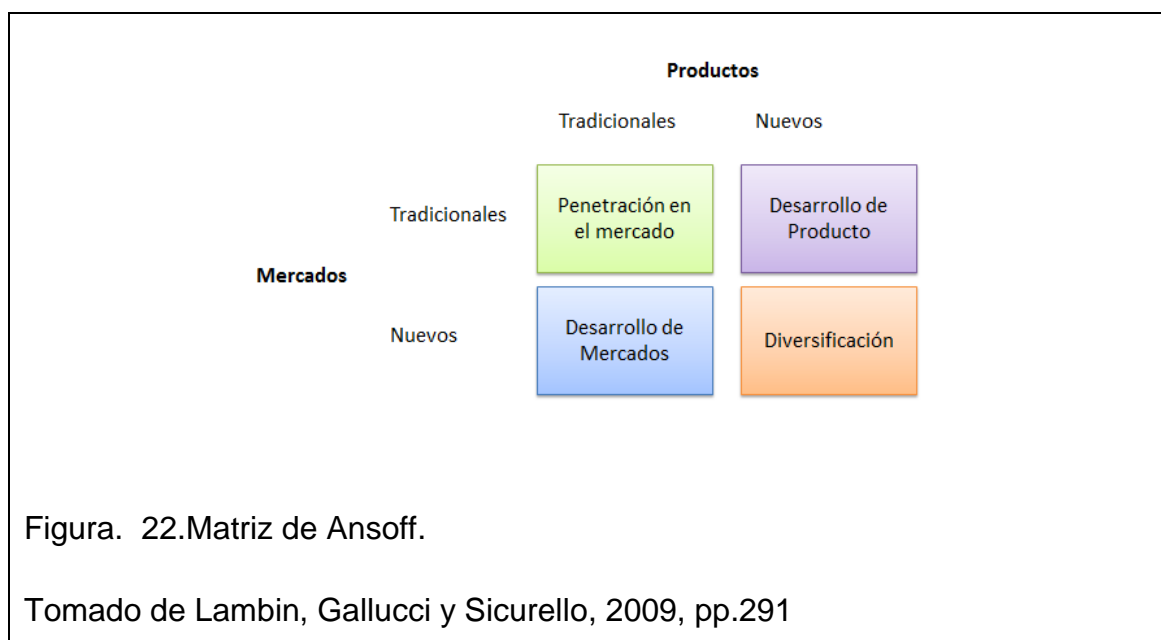 Productos
Tradicionales Nuevos
Tradicionales
Penetración en
el mercado
Desarrollo de
Producto
Mercados
Nuevos
Desarrollo de
Mercados
Diversificación
Figura. 22.Matriz de Ansoff.
Tomado de Lambin, Gallucci y Sicurello, 2009, pp.291